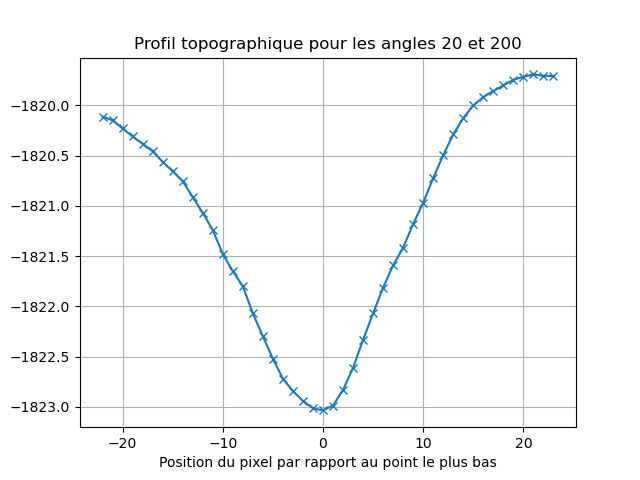 Profil topographique pour les angles 20 et 200
−1820.0
−1820.5
−1821.0
−1821.5
−1822.0
−1822.5
−1823.0
−20 −10 0 10 20
Position du pixel par rapport au point le plus bas